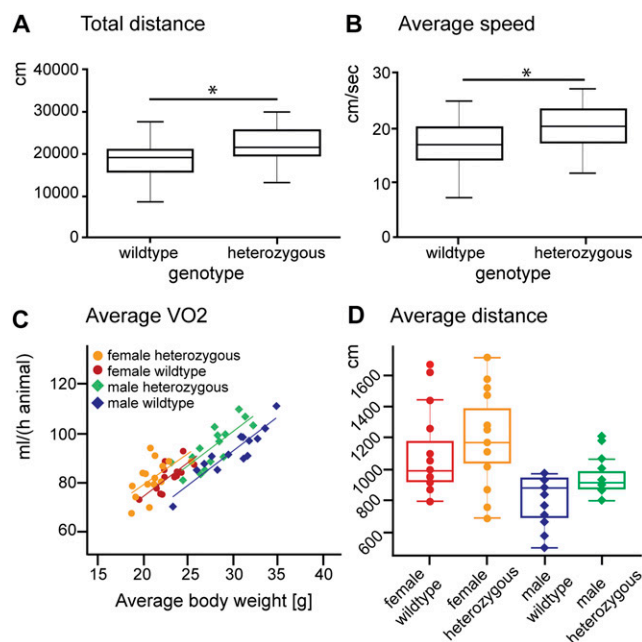 A Total distance
cm
40000
30000
20000
10000
0
*
wildtype heterozygous
genotype
B Average speed
cm/sec
30
20
10
0
*
wildtype heterozygous
genotype
C Average VO2
ml/(h animal)
120
100
80
60
female heterozygous
female wildtype
male heterozygous
male wildtype
15 20 25 30 35 40
Average body weight [g]
D Average distance
cm
1600
1400
1200
1000
800
600
female wildtype
female heterozygous
male wildtype
male heterozygous